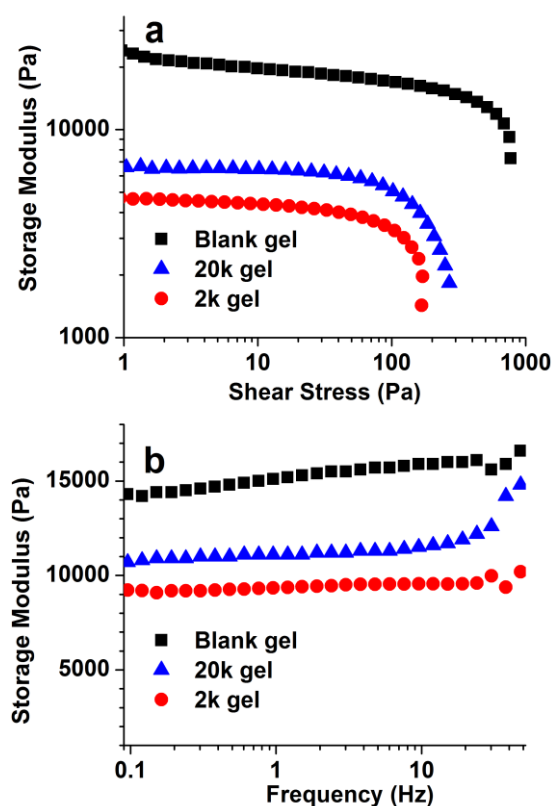 a
Storage Modulus (Pa)
10000
1000
Blank gel
20k gel
2k gel
1 10 100 1000
Shear Stress (Pa)
b
Storage Modulus (Pa)
15000
10000
5000
Blank gel
20k gel
2k gel
0.1 1 10
Frequency (Hz)